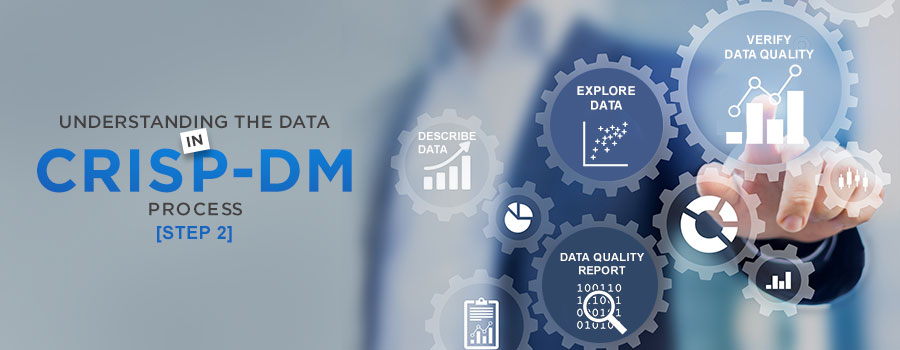 UNDERSTANDING THE DATA
IN
CRISP-DM
PROCESS
[STEP 2]
DESCRIBE
DATA
EXPLORE
DATA
VERIFY
DATA QUALITY
DATA QUALITY
REPORT
100110